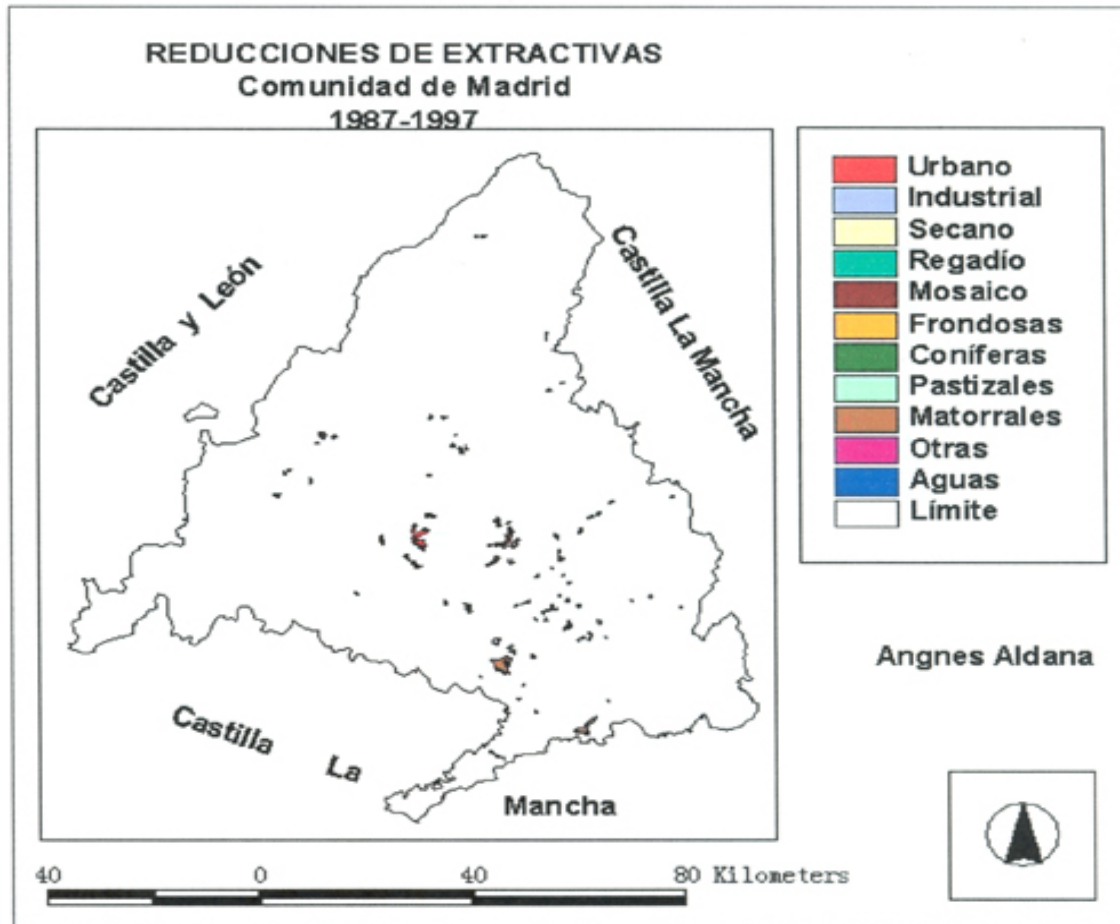 REDUCCIONES DE EXTRACTIVAS
Comunidad de Madrid
1987-1997
Castilla y León
Castilla La Mancha
Castilla La
Mancha
Urbano
Industrial
Secano
Regadío
Mosaico
Frondosas
Coníferas
Pastizales
Matorrales
Otras
Aguas
Límite
Angnes Aldana
40 0 40 80 Kilometers